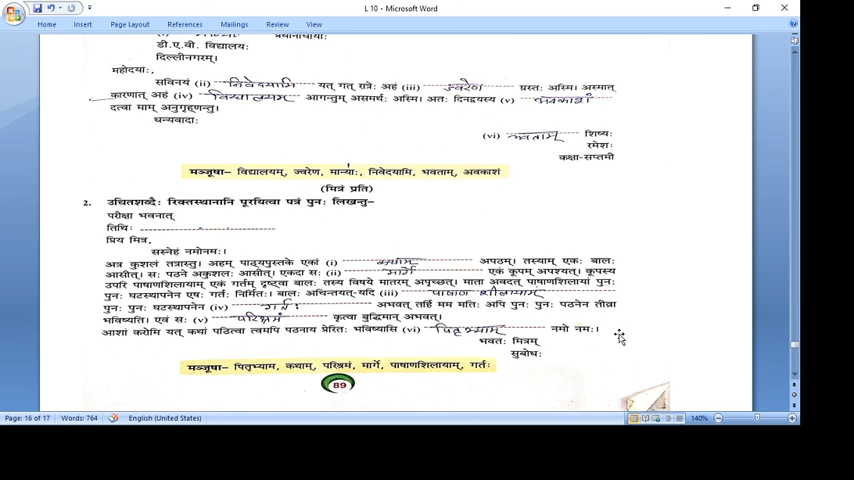 L 10 - Microsoft Word
Home Insert Page Layout References Mailings Review View
डी.ए.वी. विद्यालय:
दिल्लीनगरम्।
महोदया:,
सविनयं (ii) निवेदयामि यत् गत् रात्रे: अहं (iii) ज्वरेण ग्रस्त: अस्मि। अस्मात्
कारणात् अहं (iv) विद्यालयम् आगन्तुम् असमर्थ: अस्मि। अत: दिनद्वयस्य (v) अवकाशं
दत्वा माम् अनुगृह्णन्तु।
धन्यवादा:
(vi) भवताम् शिष्य:
रमेश:
कक्षा-सप्तमी
मञ्जूषा– विद्यालयम्, ज्वरेण, मान्या:, निवेदयामि, भवताम्, अवकाशं
(मित्रं प्रति)
2. उचितशब्दै: रिक्तस्थानानि पूरयित्वा पत्रं पुन: लिखन्तु-
परीक्षा भवनात्
तिथि:
प्रिय मित्र,
सस्नेहं नमोनम:।
अत्र कुशलं तत्रास्तु। अहम् पाठ्यपुस्तके एकां (i) कथाम् अपठम्। तस्याम् एक: बाल:
आसीत्। स: पठने अकुशल: आसीत्। एकदा स: (ii) मार्गे एकं कूपम् अपश्यत्। कूपस्य
उपरि पाषाणशिलायाम् एकं गर्तम् दृष्ट्वा बाल: तस्य विषये मातरम् अपृच्छत्। माता अवदत् पाषाणशिलायां पुन:
पुन: घटस्थापनेन एष: गर्त: निर्मित:। बाल: अचिन्तयत्-यदि (iii) पाषाण शीलायाम्
पुन: पुन: घटस्थापनेन (iv) गर्त: अभवत् तर्हि मम मति: अपि पुन: पुन: पठनेन तीव्रा
भविष्यति। एवं स: (v) परिश्रमं कृत्वा बुद्धिमान् अभवत्।
आशां करोमि यत् कथां पठित्वा त्वमपि पठनाय प्रेरित: भविष्यासि (vi) पितृभ्याम् नमो नम:।
भवत: मित्रम्
सुबोध:
मञ्जूषा– पितृभ्याम, कथाम्, परिश्रमं, मार्गे, पाषाणशिलायाम्, गर्त:
89
Page: 16 of 17 Words: 764 English (United States) 140%